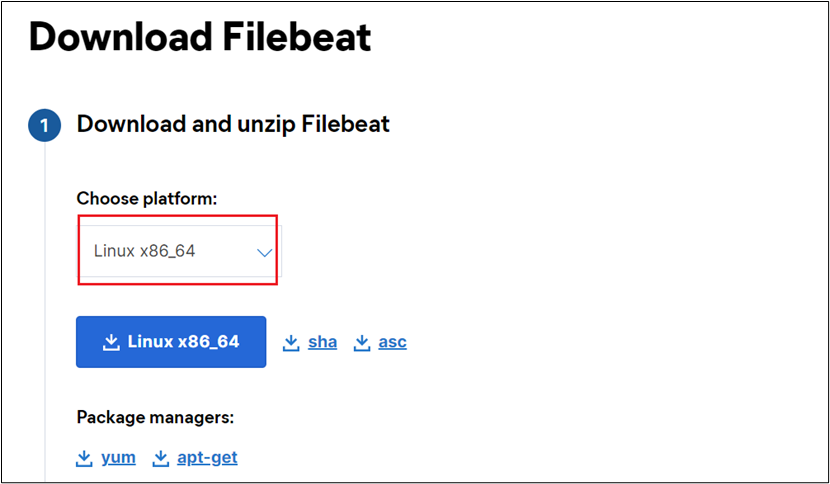 Download Filebeat
1 Download and unzip Filebeat
Choose platform:
Linux x86_64
Linux x86_64 sha asc
Package managers:
yum apt-get